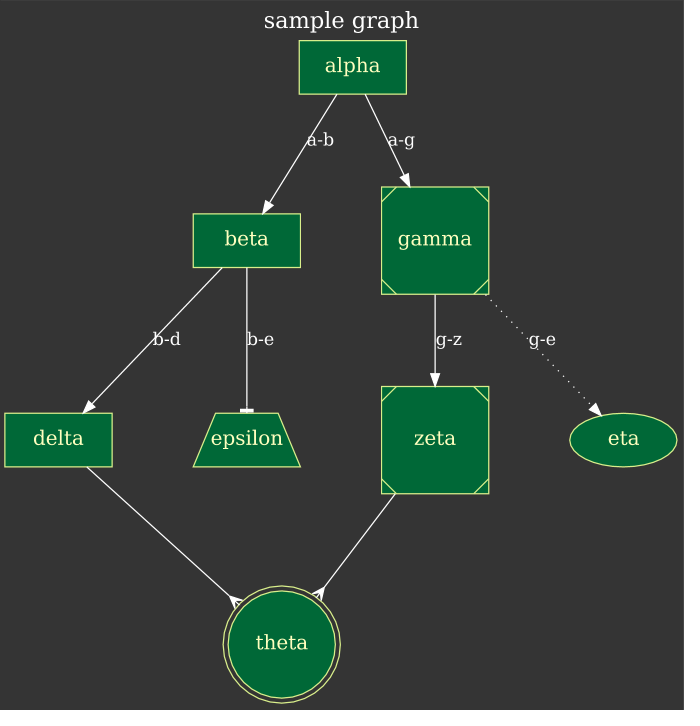 sample graph
alpha
a-b
a-g
beta
gamma
b-d
b-e
g-z
g-e
delta
epsilon
zeta
eta
theta